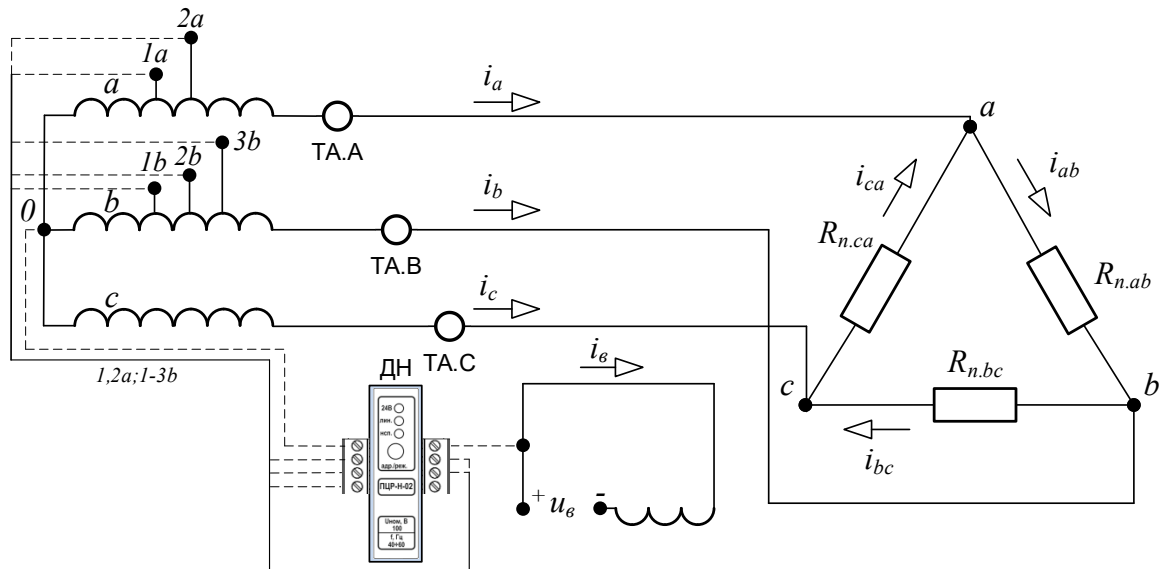 2a
1a
a
i_a
a
TA.A
3b
2b
1b
i_b
i_ca
i_ab
0
b
TA.B
R_n.ca
R_n.ab
c
i_c
TA.C
1,2a;1-3b
ДН
i_в
R_n.bc
c
b
24В
лин.
нсп.
адр./реж.
i_bc
ПЦР-Н-02
+ u_в -
Uном, В
100
f, Гц
40÷60